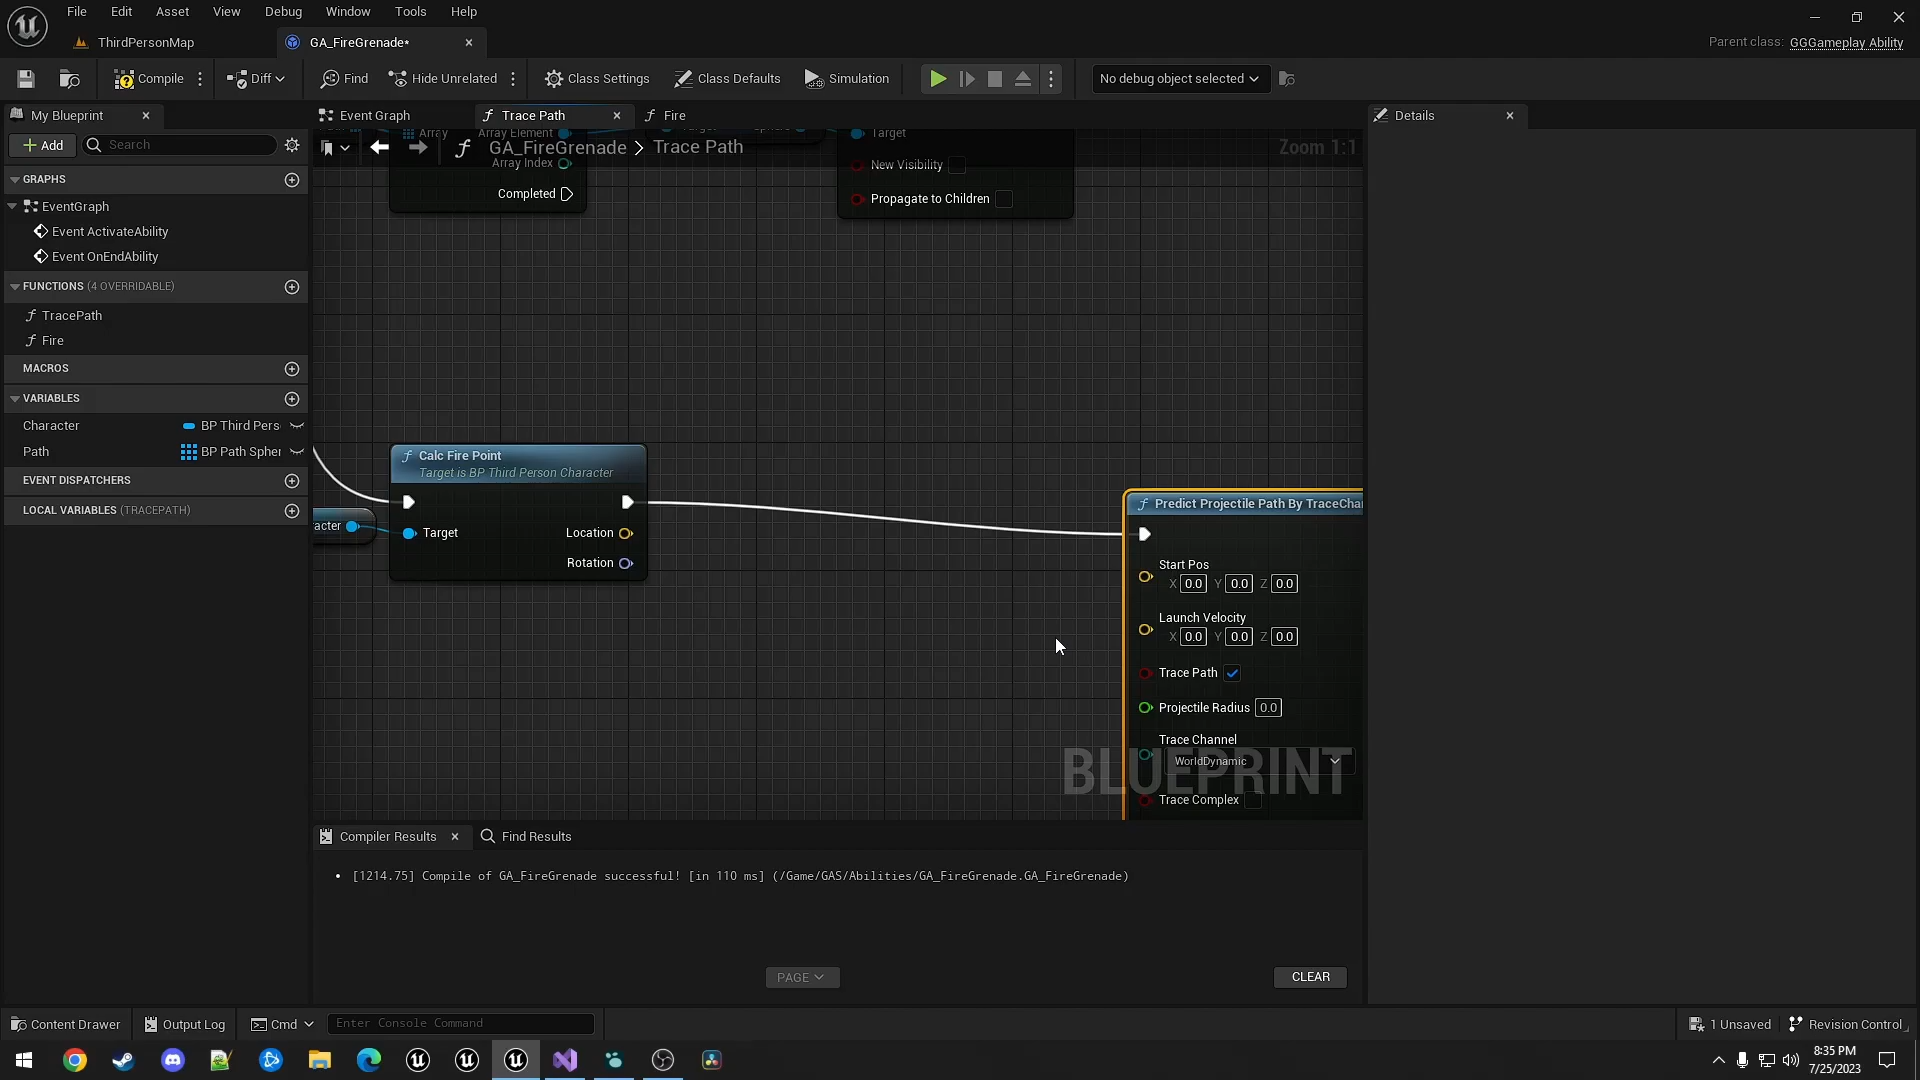 File Edit Asset View Debug Window Tools Help
ThirdPersonMap
GA_FireGrenade*
Parent class: GGGameplay Ability
Compile
Diff
Find
Hide Unrelated
Class Settings
Class Defaults
Simulation
No debug object selected
My Blueprint
Event Graph
Trace Path
Fire
Details
Add
Search
GA_FireGrenade > Trace Path
Zoom 1:1
Array
Array Element
Array Index
Completed
Target
New Visibility
Propagate to Children
GRAPHS
EventGraph
Event ActivateAbility
Event OnEndAbility
FUNCTIONS (4 OVERRIDABLE)
TracePath
Fire
MACROS
VARIABLES
Character BP Third Pers
Path BP Path Spher
EVENT DISPATCHERS
LOCAL VARIABLES (TRACEPATH)
Calc Fire Point
Target is BP Third Person Character
acter
Target
Location
Rotation
Predict Projectile Path By TraceChan
Start Pos
X 0.0 Y 0.0 Z 0.0
Launch Velocity
X 0.0 Y 0.0 Z 0.0
Trace Path
Projectile Radius 0.0
Trace Channel
WorldDynamic
Trace Complex
BLUEPRINT
Compiler Results
Find Results
[1214.75] Compile of GA_FireGrenade successful! [in 110 ms] (/Game/GAS/Abilities/GA_FireGrenade.GA_FireGrenade)
PAGE
CLEAR
Content Drawer
Output Log
Cmd
Enter Console Command
1 Unsaved
Revision Control
8:35 PM
7/25/2023